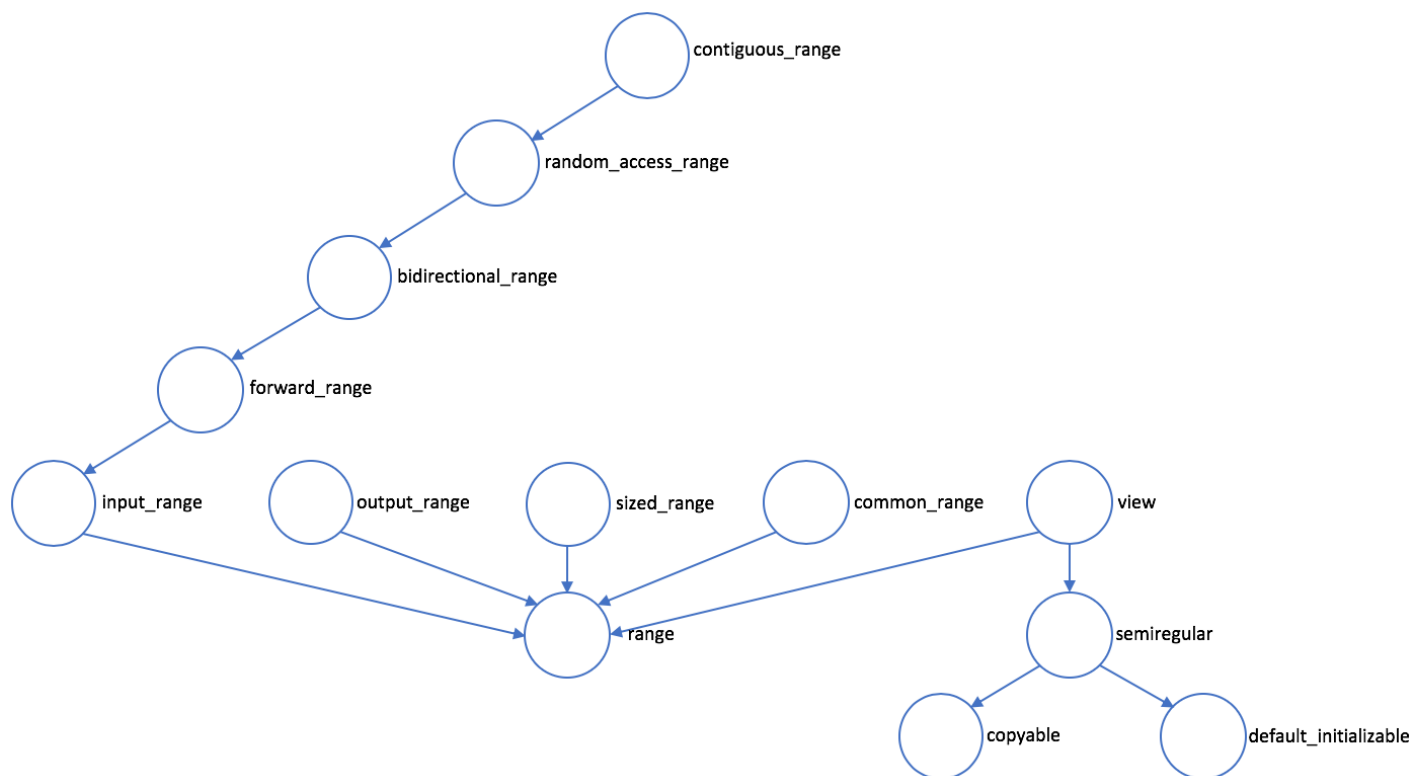 contiguous_range
random_access_range
bidirectional_range
forward_range
input_range
output_range
sized_range
common_range
view
range
semiregular
copyable
default_initializable